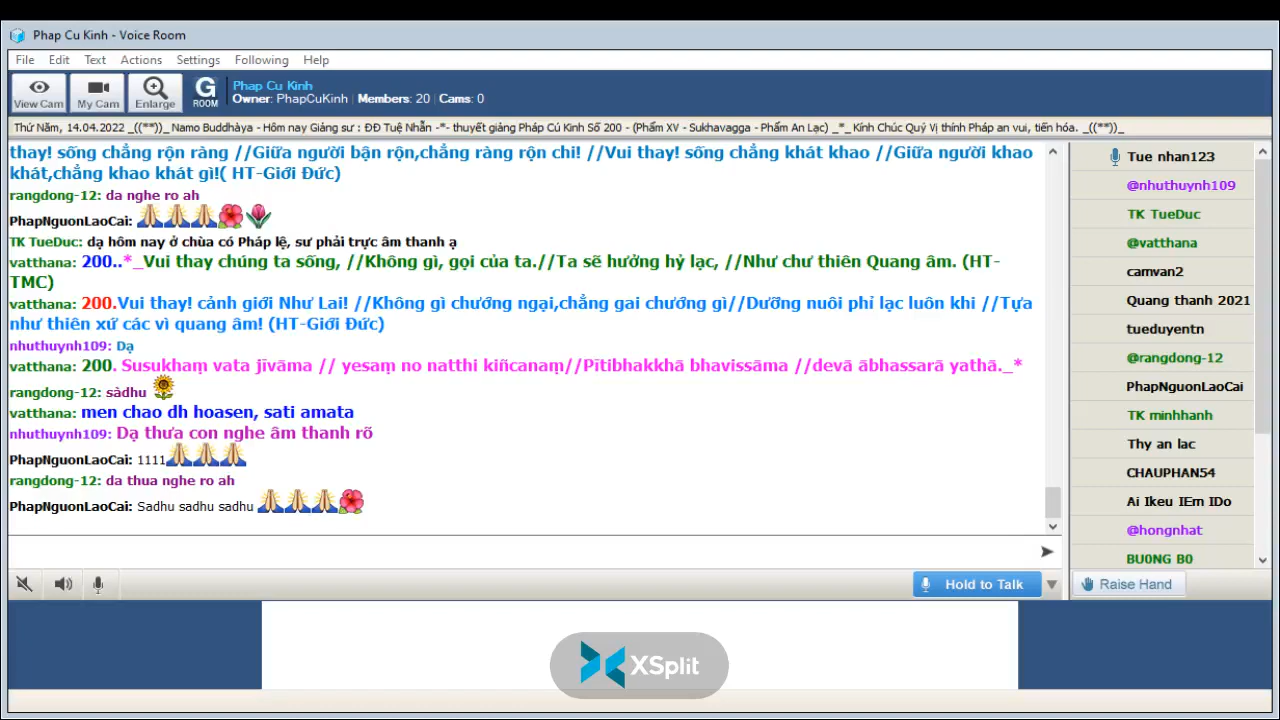 Phap Cu Kinh - Voice Room
File Edit Text Actions Settings Following Help
View Cam
My Cam
Enlarge
G
ROOM
Phap Cu Kinh
Owner: PhapCuKinh | Members: 20 | Cams: 0
Thứ Năm, 14.04.2022 _((**))_ Namo Buddhàya - Hôm nay Giảng sư : ĐĐ Tuệ Nhẫn -*- thuyết giảng Pháp Cú Kinh Số 200 - (Phẩm XV - Sukhavagga - Phẩm An Lạc) _*_ Kính Chúc Quý Vị thính Pháp an vui, tiến hóa. _((**))_
thay! sống chẳng rộn ràng //Giữa người bận rộn,chẳng ràng rộn chi! //Vui thay! sống chẳng khát khao //Giữa người khao
khát,chẳng khao khát gì!( HT-Giới Đức)
rangdong-12: da nghe ro ah
PhapNguonLaoCai: 🙏🙏🙏🌺🌷
TK TueDuc: dạ hôm nay ở chùa có Pháp lệ, sư phải trực âm thanh ạ
vatthana: 200..*_Vui thay chúng ta sống, //Không gì, gọi của ta.//Ta sẽ hưởng hỷ lạc, //Như chư thiên Quang âm. (HT-
TMC)
vatthana: 200.Vui thay! cảnh giới Như Lai! //Không gì chướng ngại,chẳng gai chướng gì//Dưỡng nuôi phỉ lạc luôn khi //Tựa
như thiên xứ các vì quang âm! (HT-Giới Đức)
nhuthuynh109: Dạ
vatthana: 200. Susukhaṃ vata jīvāma // yesaṃ no natthi kiñcanaṃ//Pītibhakkhā bhavissāma //devā ābhassarā yathā._*
rangdong-12: sàdhu 🌻
vatthana: men chao dh hoasen, sati amata
nhuthuynh109: Dạ thưa con nghe âm thanh rõ
PhapNguonLaoCai: 1111🙏🙏🙏
rangdong-12: da thua nghe ro ah
PhapNguonLaoCai: Sadhu sadhu sadhu 🙏🙏🙏🌺
Tue nhan123
@nhuthuynh109
TK TueDuc
@vatthana
camvan2
Quang thanh 2021
tueduyentn
@rangdong-12
PhapNguonLaoCai
TK minhhanh
Thy an lac
CHAUPHAN54
Ai Ikeu IEm IDo
@hongnhat
BU0NG B0
Hold to Talk
Raise Hand
XSplit